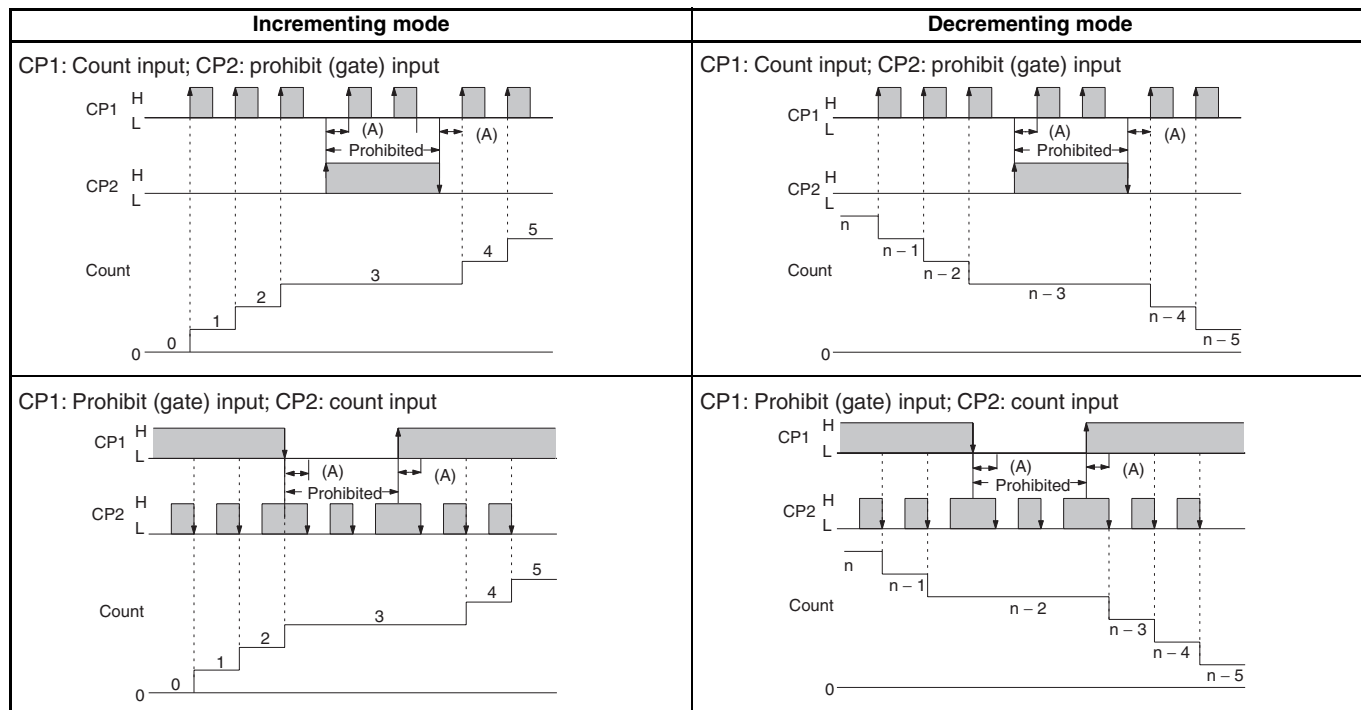 Incrementing mode
Decrementing mode
CP1: Count input; CP2: prohibit (gate) input
CP1 H
L
(A) (A)
Prohibited
CP2 H
L
Count
0
0
1
2
3
4
5
CP1: Count input; CP2: prohibit (gate) input
CP1 H
L
(A) (A)
Prohibited
CP2 H
L
Count
n
n – 1
n – 2
n – 3
n – 4
n – 5
0
CP1: Prohibit (gate) input; CP2: count input
CP1 H
L
(A) (A)
Prohibited
CP2 H
L
Count
0
0
1
2
3
4
5
CP1: Prohibit (gate) input; CP2: count input
CP1 H
L
(A) (A)
Prohibited
CP2 H
L
Count
n
n – 1
n – 2
n – 3
n – 4
n – 5
0